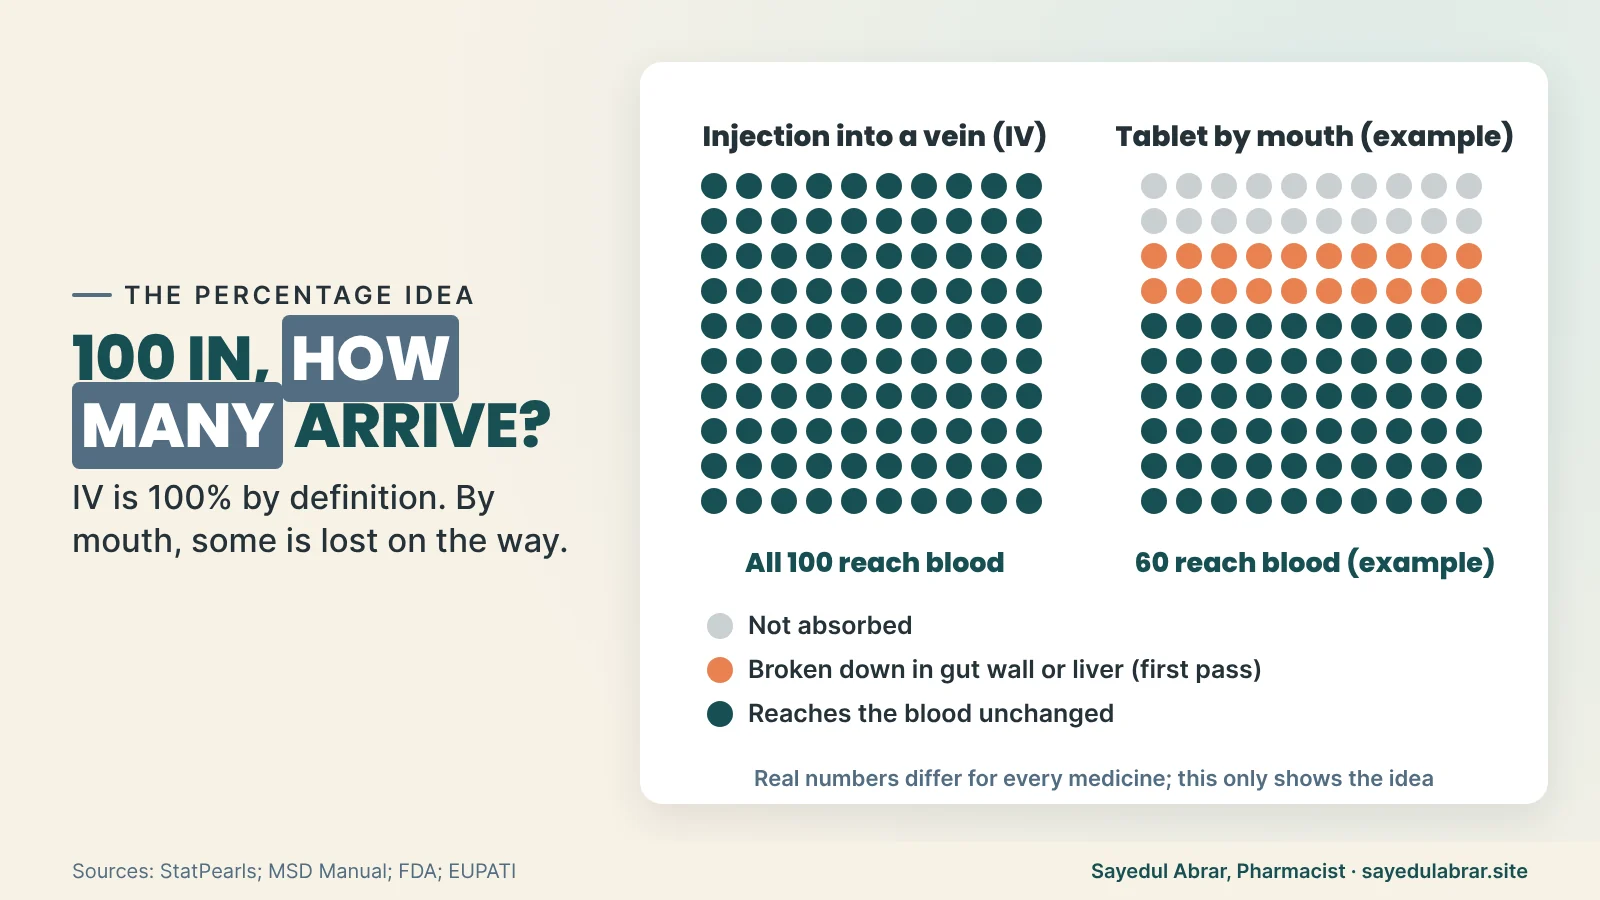 THE PERCENTAGE IDEA
100 IN, HOW
MANY ARRIVE?
IV is 100% by definition. By
mouth, some is lost on the way.
Injection into a vein (IV)
All 100 reach blood
Tablet by mouth (example)
60 reach blood (example)
Not absorbed
Broken down in gut wall or liver (first pass)
Reaches the blood unchanged
Real numbers differ for every medicine; this only shows the idea
Sources: StatPearls; MSD Manual; FDA; EUPATI
Sayedul Abrar, Pharmacist · sayedulabrar.site